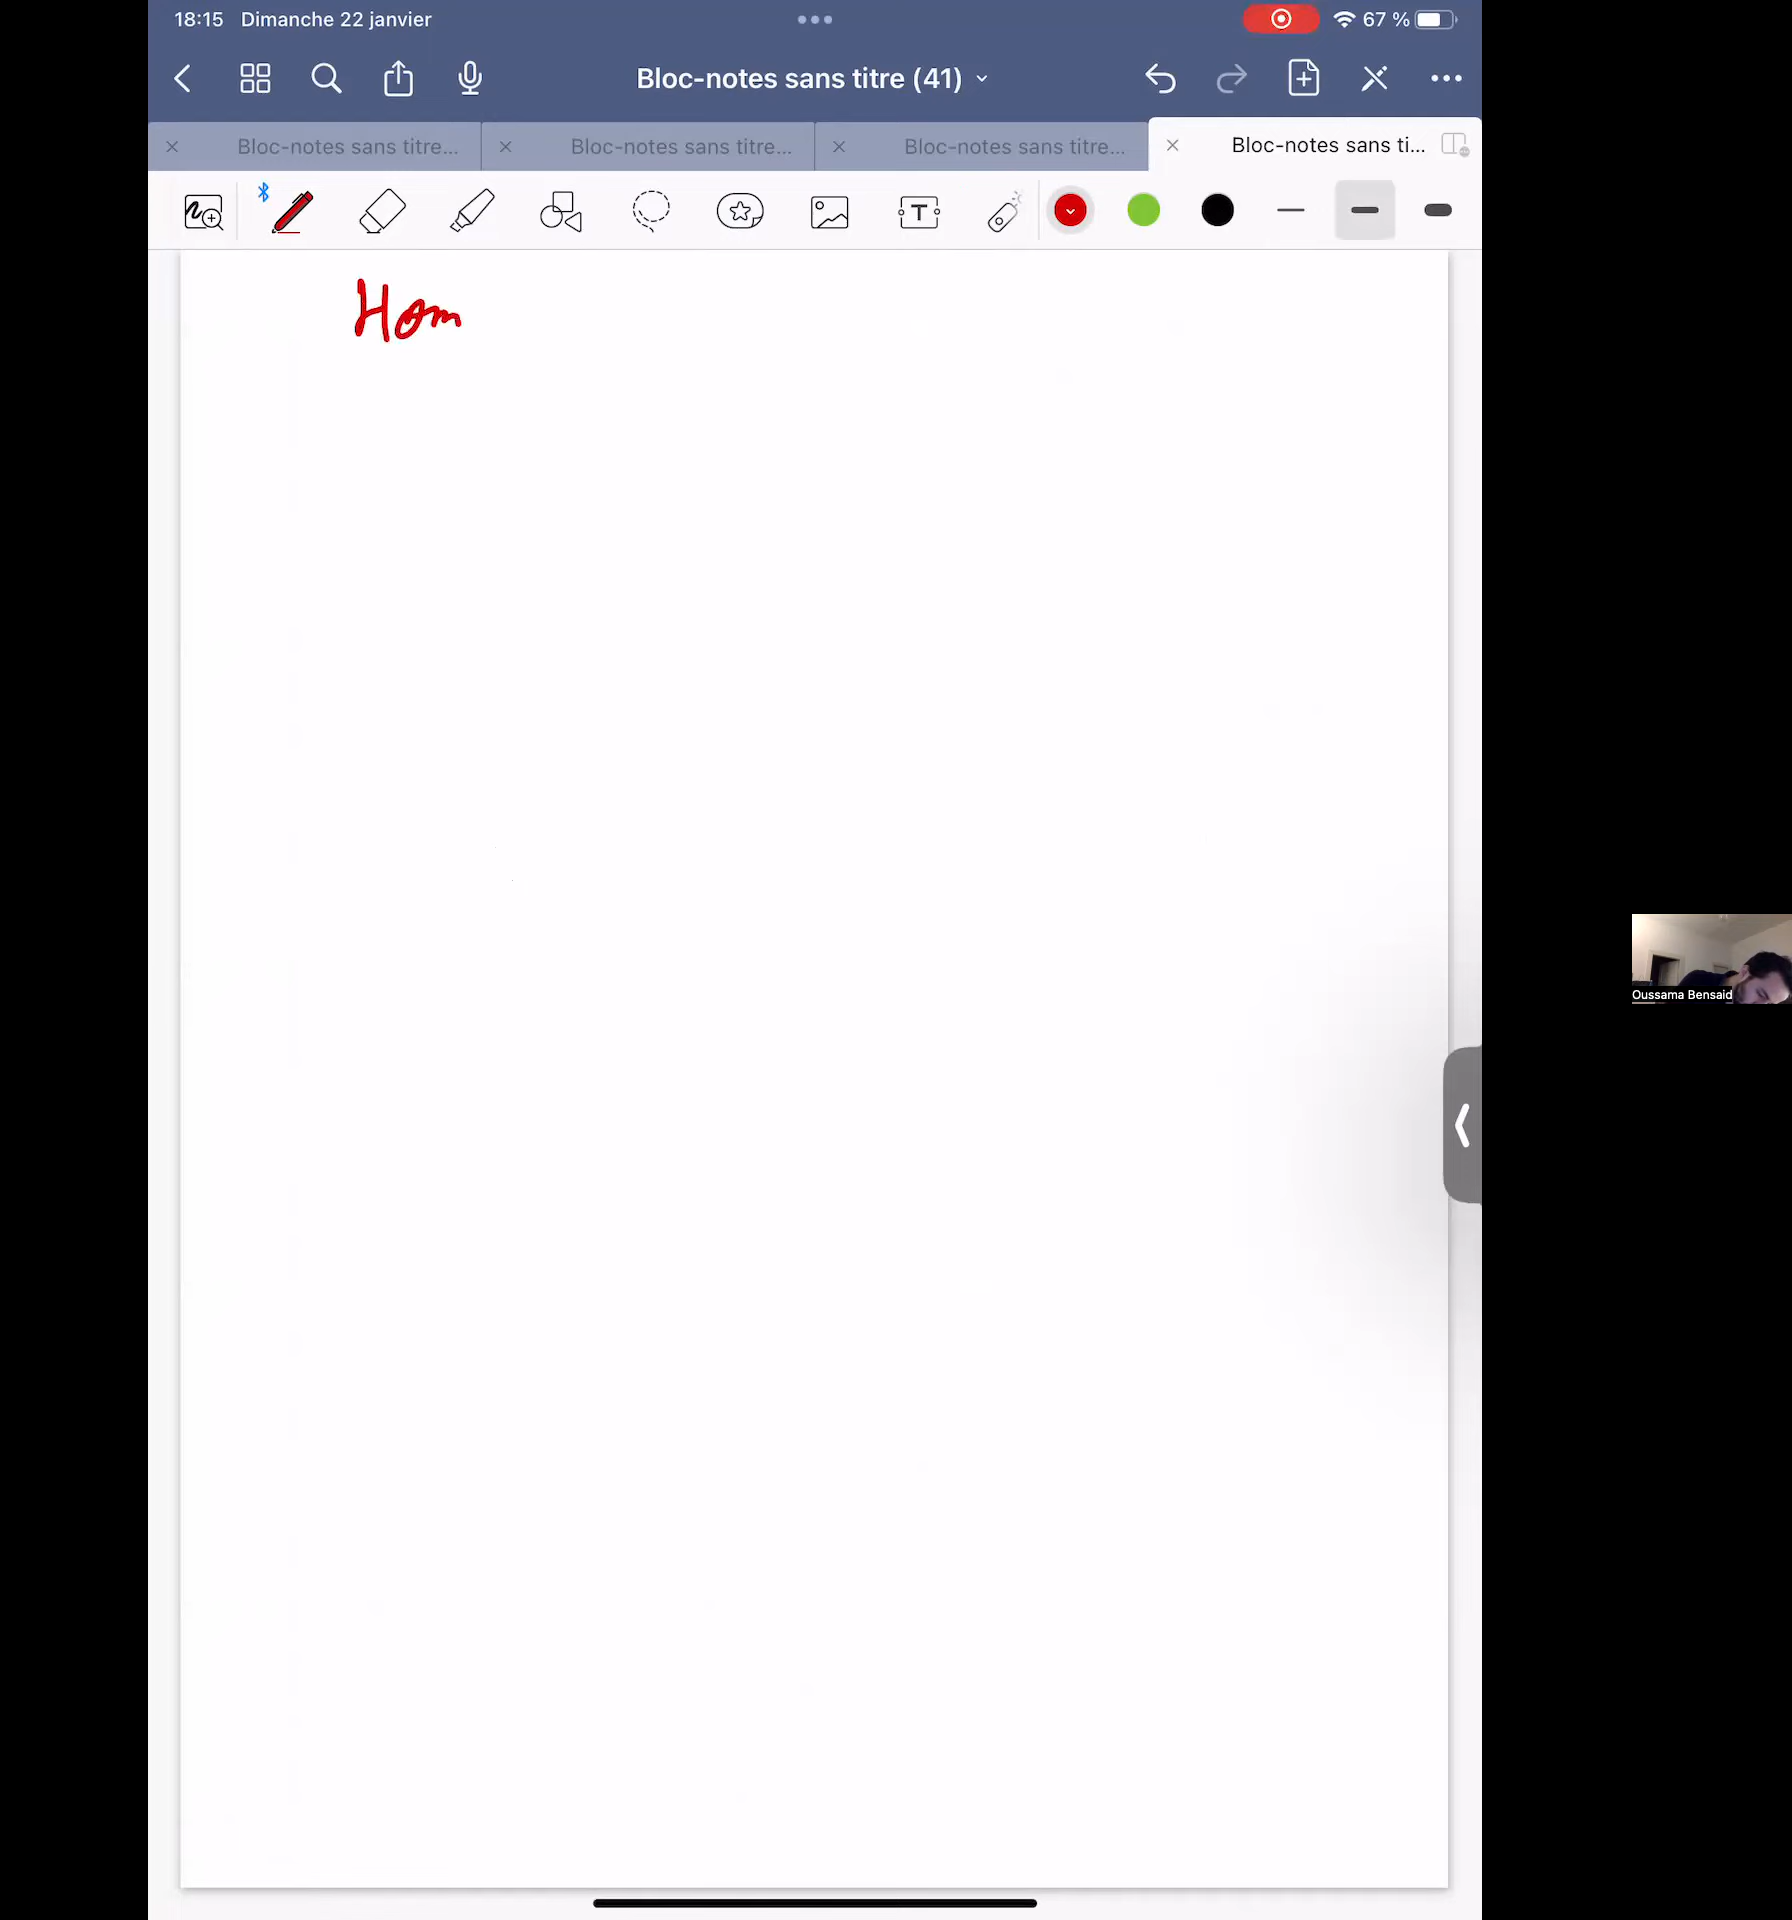 18:15 Dimanche 22 janvier 67 %
Bloc-notes sans titre (41)
Bloc-notes sans titre... Bloc-notes sans titre... Bloc-notes sans titre... Bloc-notes sans ti...
T
Hom
Oussama Bensaid